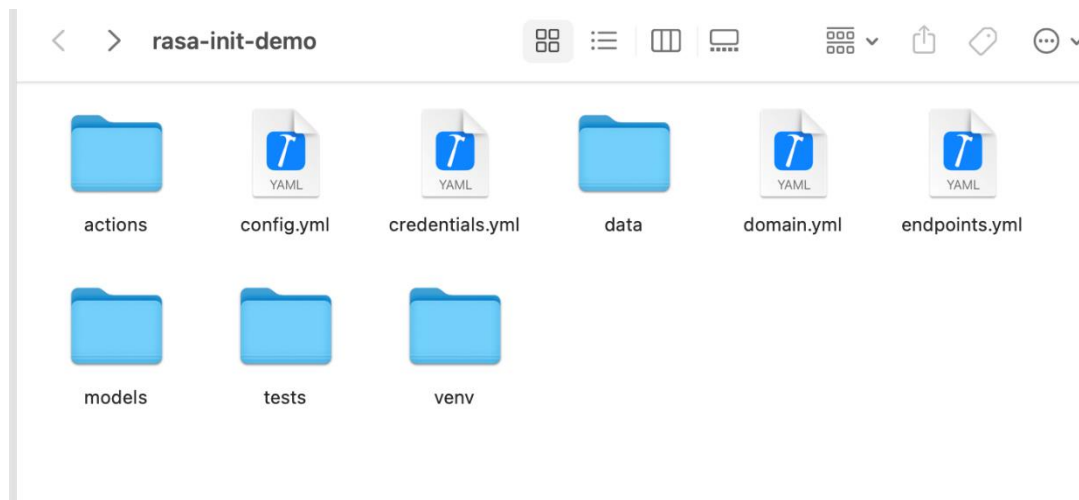 rasa-init-demo
YAML YAML YAML YAML
actions config.yml credentials.yml data domain.yml endpoints.yml
models tests venv